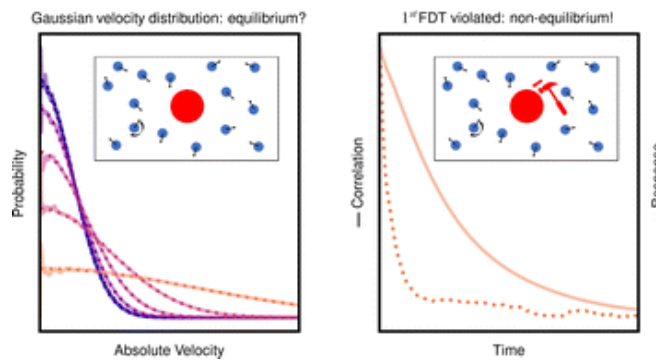 Gaussian velocity distribution: equilibrium?
Probability
Absolute Velocity
1st FDT violated: non-equilibrium!
— Correlation
Time